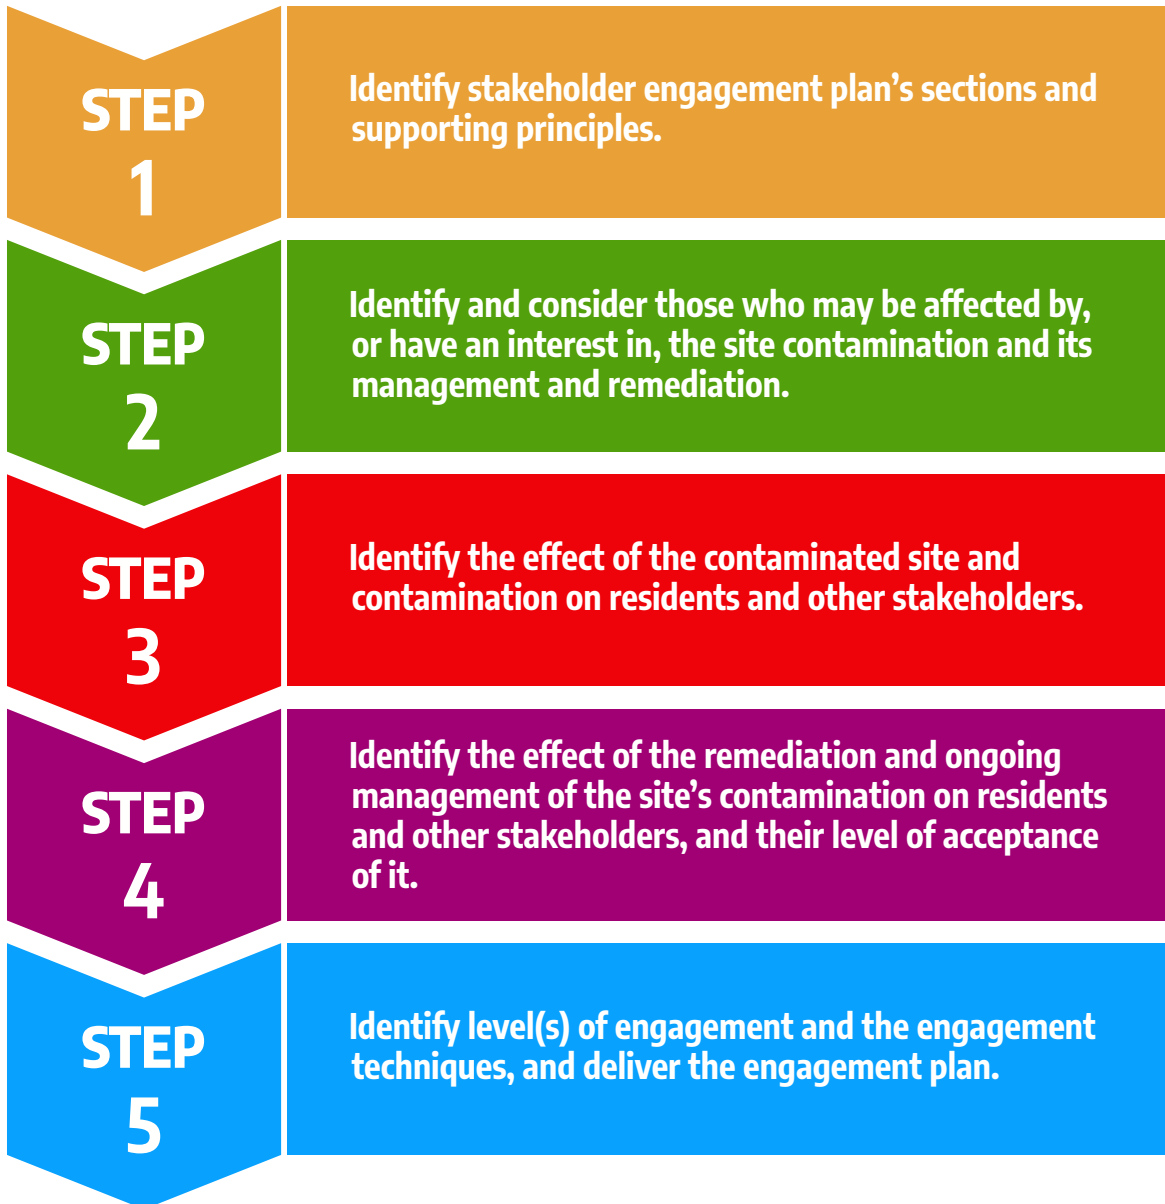 STEP
1
Identify stakeholder engagement plan’s sections and
supporting principles.
STEP
2
Identify and consider those who may be affected by,
or have an interest in, the site contamination and its
management and remediation.
STEP
3
Identify the effect of the contaminated site and
contamination on residents and other stakeholders.
STEP
4
Identify the effect of the remediation and ongoing
management of the site’s contamination on residents
and other stakeholders, and their level of acceptance
of it.
STEP
5
Identify level(s) of engagement and the engagement
techniques, and deliver the engagement plan.